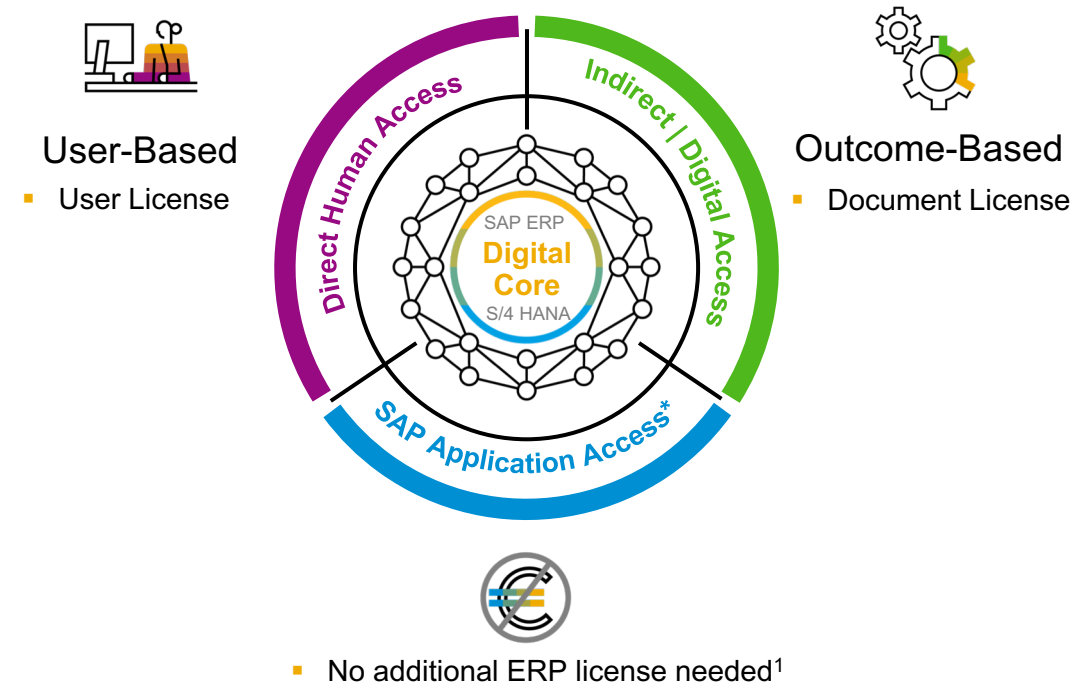 User-Based
▪ User License
Direct Human Access
Indirect | Digital Access
Outcome-Based
▪ Document License
SAP ERP
Digital
Core
S/4 HANA
SAP Application Access*
▪ No additional ERP license needed¹